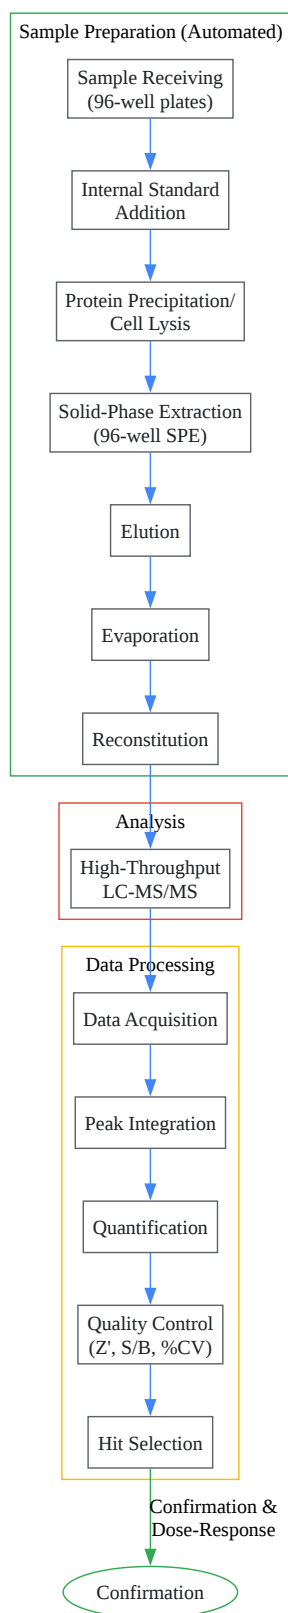 Sample Preparation (Automated)
Sample Receiving
(96-well plates)
Internal Standard
Addition
Protein Precipitation/
Cell Lysis
Solid-Phase Extraction
(96-well SPE)
Elution
Evaporation
Reconstitution
Analysis
High-Throughput
LC-MS/MS
Data Processing
Data Acquisition
Peak Integration
Quantification
Quality Control
(Z', S/B, %CV)
Hit Selection
Confirmation &
Dose-Response
Confirmation